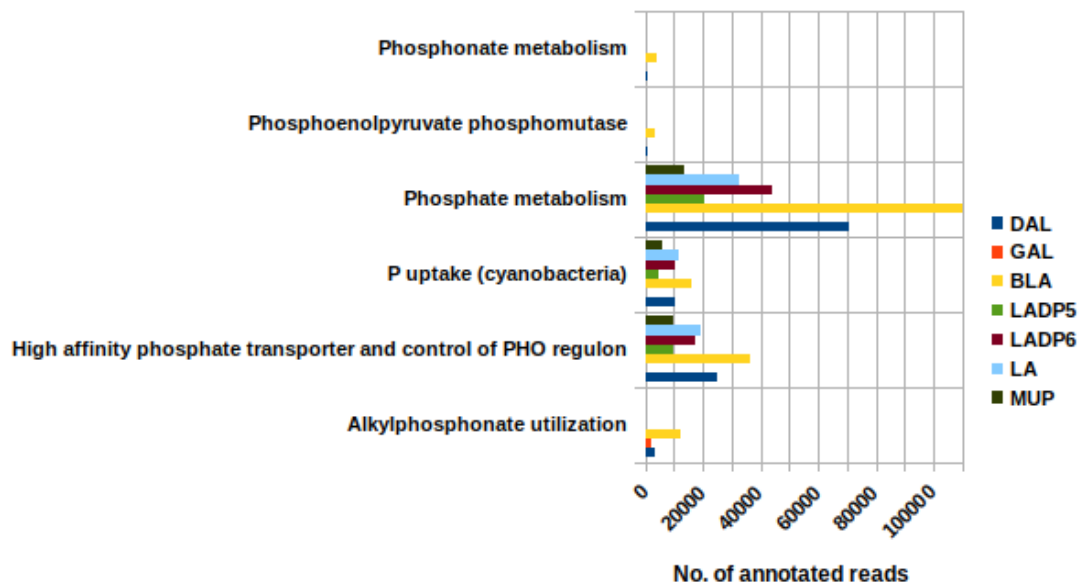 Phosphonate metabolism
Phosphoenolpyruvate phosphomutase
Phosphate metabolism
P uptake (cyanobacteria)
High affinity phosphate transporter and control of PHO regulon
Alkylphosphonate utilization
DAL
GAL
BLA
LADP5
LADP6
LA
MUP
0
20000
40000
60000
80000
100000
No. of annotated reads